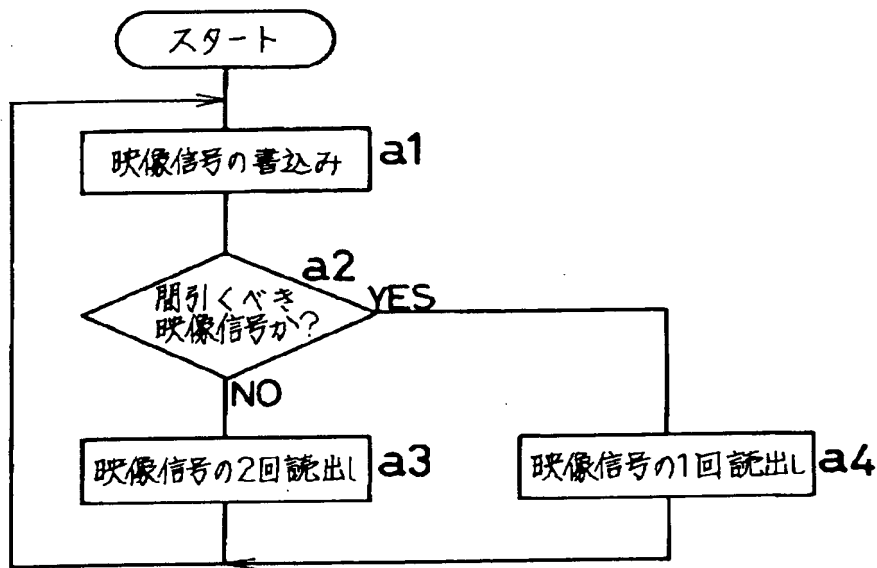 スタート
映像信号の書込み
a1
a2
間引くべき
映像信号か?
YES
NO
映像信号の2回読出し
a3
映像信号の1回読出し
a4